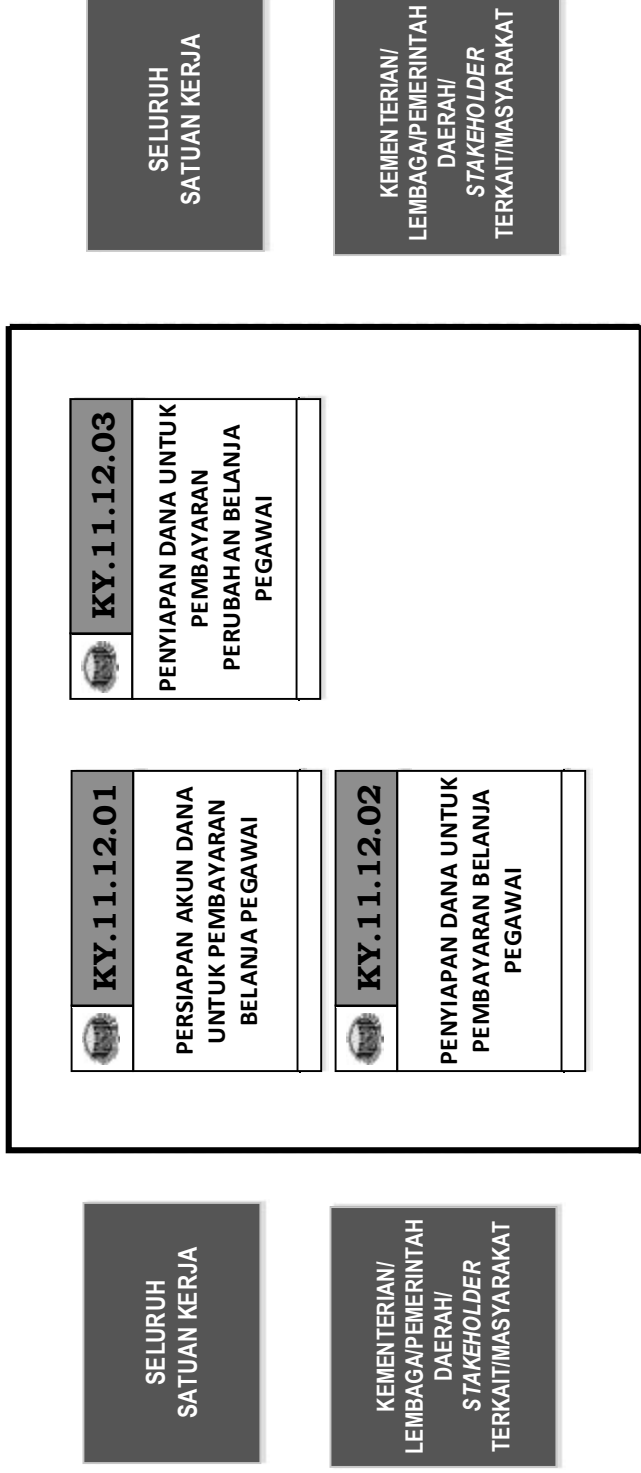 SELURUH
SATUAN KERJA
KEMENTERIAN/
LEMBAGA/PEMERINTAH
DAERAH/
STAKEHOLDER
TERKAIT/MASYARAKAT
KY.11.12.01
PERSIAPAN AKUN DANA
UNTUK PEMBAYARAN
BELANJA PEGAWAI
KY.11.12.02
PENYIAPAN DANA UNTUK
PEMBAYARAN BELANJA
PEGAWAI
KY.11.12.03
PENYIAPAN DANA UNTUK
PEMBAYARAN
PERUBAHAN BELANJA
PEGAWAI
SELURUH
SATUAN KERJA
KEMENTERIAN/
LEMBAGA/PEMERINTAH
DAERAH/
STAKEHOLDER
TERKAIT/MASYARAKAT